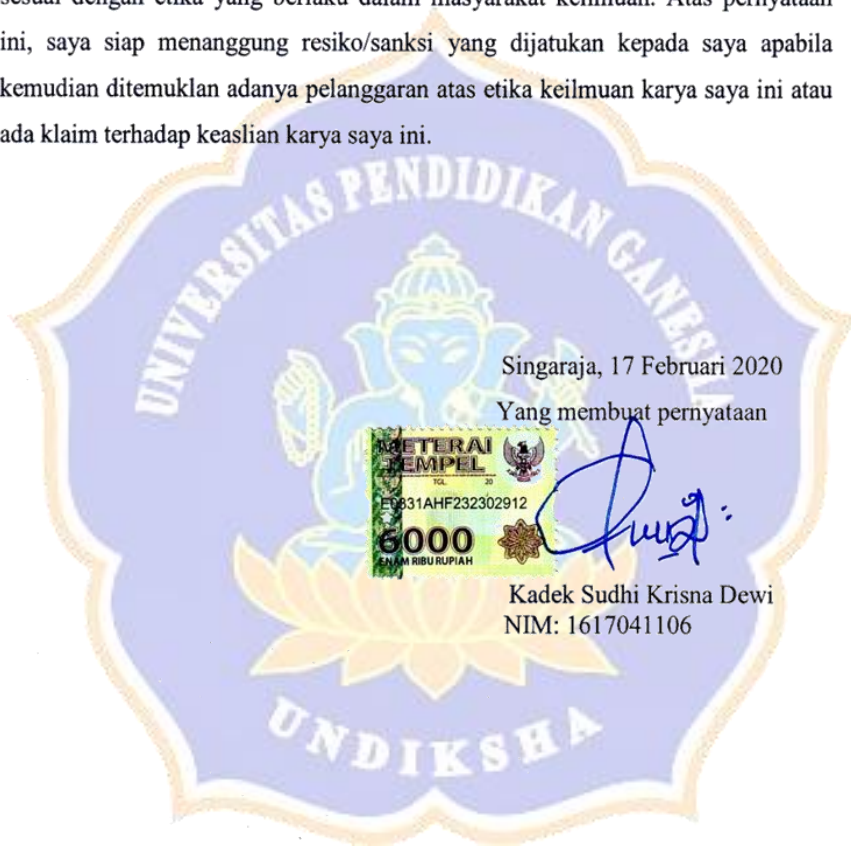 sesuai dengan etika yang berlaku dalam masyarakat keilmuan. Atas pernyataan
ini, saya siap menanggung resiko/sanksi yang dijatukan kepada saya apabila
kemudian ditemuklan adanya pelanggaran atas etika keilmuan karya saya ini atau
ada klaim terhadap keaslian karya saya ini.
UNIVERSITAS PENDIDIKAN GANESHA
Singaraja, 17 Februari 2020
Yang membuat pernyataan
METERAI
TEMPEL
TGL. 20
E0831AHF232302912
6000
ENAM RIBU RUPIAH
Kadek Sudhi Krisna Dewi
NIM: 1617041106
UNDIKSHA